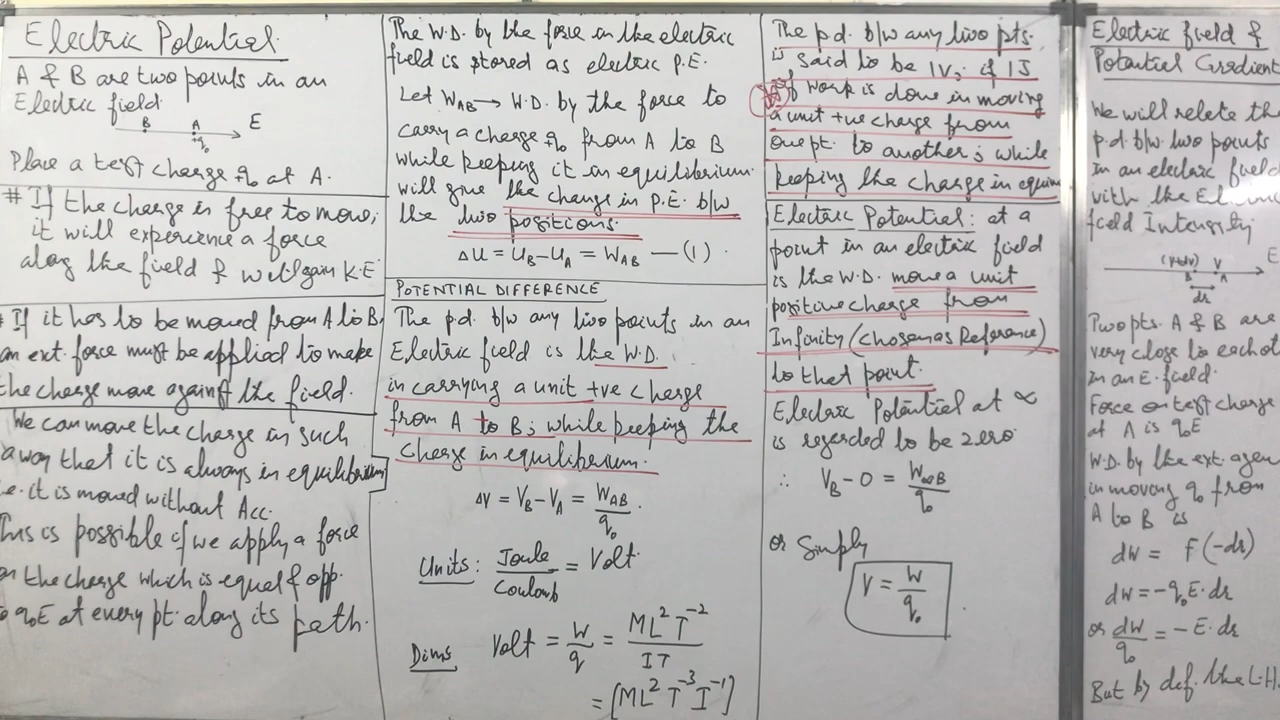 Electric Potential.
A & B are two points in an
Electric field.
B A E
q₀
Place a test charge q₀ at A.
# If the charge is free to move;
it will experience a force
along the field & will gain K.E
# If it has to be moved from A to B,
an ext. force must be applied to make
the charge move against the field.
We can move the charge in such
a way that it is always in equilibrium
i.e. it is moved without Acc.
This is possible if we apply a force
on the charge which is equal & opp.
to q₀E at every pt. along its path.
The W.D. by the force in the electric
field is stored as electric P.E.
Let W_AB → W.D. by the force to
carry a charge q₀ from A to B
while keeping it in equilibrium.
will give the change in P.E. b/w
the two positions.
ΔU = U_B - U_A = W_AB — (1).
POTENTIAL DIFFERENCE
The p.d. b/w any two points in an
Electric field is the W.D.
in carrying a unit +ve charge
from A to B; while keeping the
charge in equilibrium.
ΔV = V_B - V_A = W_AB / q₀.
Units: Joule / Coulomb = Volt.
Dims Volt = W / q = ML²T⁻² / IT
= [ML²T⁻³I⁻¹]
The p.d. b/w any two pts.
is said to be 1V; if 1J
of work is done in moving
a unit +ve charge from
one pt. to another; while
keeping the charge in equim
Electric Potential: at a
point in an electric field
is the W.D. move a unit
positive charge from
Infinity (Chosen as Reference)
to that point.
Electric Potential at ∞
is regarded to be zero.
∴ V_B - 0 = W_∞B / q₀
or Simply
V = W / q₀
Electric field &
Potential Gradient
We will relate the
p.d. b/w two points
in an electric field
with the
field Intensity
(V+dV) V E
B A
dr
Two pts. A & B are
very close to each ot
in an E. field.
Force on test charge
at A is q₀E
W.D. by the ext. agen
in moving q₀ from
A to B is
dW = F(-dr)
dW = -q₀E.dr
or dW / q₀ = -E.dr
But by def. the L.H.